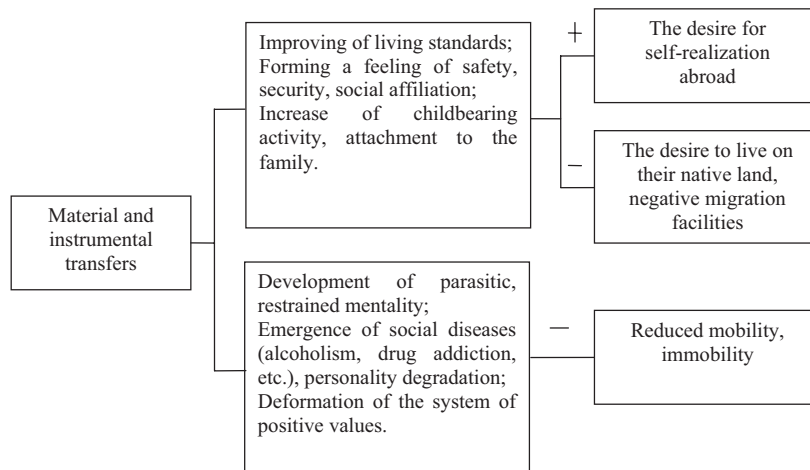 Material and
instrumental
transfers
Improving of living standards;
Forming a feeling of safety,
security, social affiliation;
Increase of childbearing
activity, attachment to the
family.
+
The desire for
self-realization
abroad
–
The desire to live on
their native land,
negative migration
facilities
Development of parasitic,
restrained mentality;
Emergence of social diseases
(alcoholism, drug addiction,
etc.), personality degradation;
Deformation of the system of
positive values.
–
Reduced mobility,
immobility